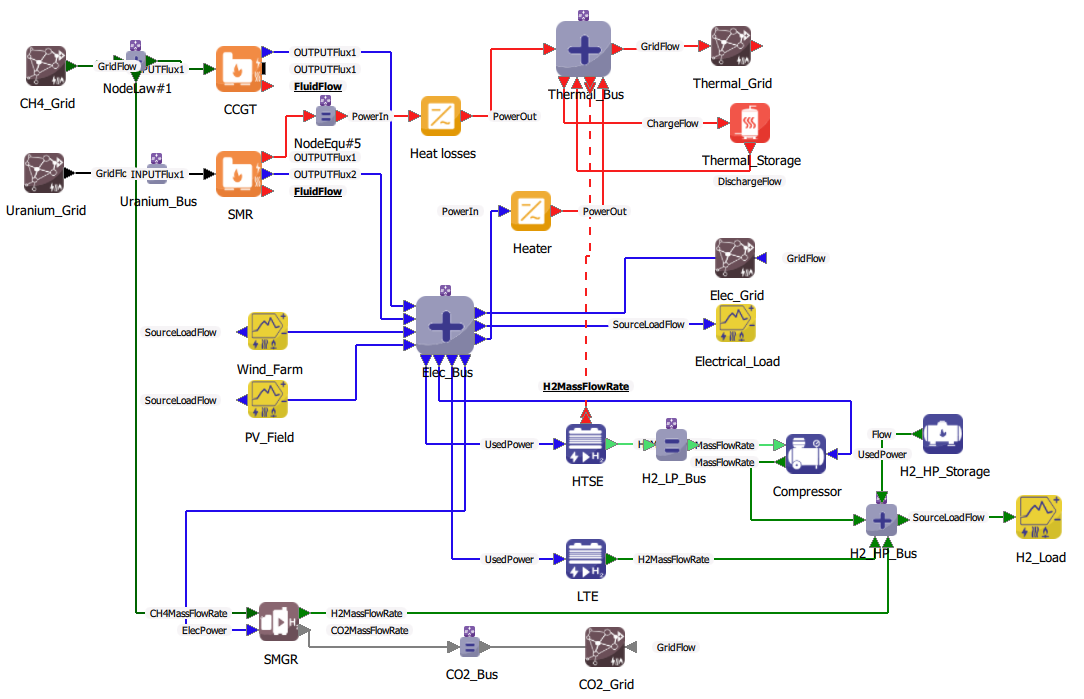 OUTPUTFlux1
GridFlow
Thermal_Grid
GridFlow
PUTFlux1
OUTPUTFlux1
NodeLaw#1
FluidFlow
Thermal_Bus
CH4_Grid
CCGT
PowerIn
PowerOut
ChargeFlow
NodeEqu#5
Heat losses
OUTPUTFlux1
Thermal_Storage
GridFlc
INPUTFlux1
OUTPUTFlux2
DischargeFlow
FluidFlow
Uranium_Grid
Uranium_Bus
SMR
PowerIn
PowerOut
Heater
GridFlow
Elec_Grid
SourceLoadFlow
SourceLoadFlow
Wind_Farm
Elec_Bus
Electrical_Load
H2MassFlowRate
SourceLoadFlow
PV_Field
Flow
UsedPower
MassFlowRate
UsedPower
MassFlowRate
HTSE
H2_LP_Bus
Compressor
H2_HP_Storage
SourceLoadFlow
H2_HP_Bus
H2_Load
UsedPower
H2MassFlowRate
LTE
CH4MassFlowRate
H2MassFlowRate
ElecPower
CO2MassFlowRate
SMGR
GridFlow
CO2_Bus
CO2_Grid